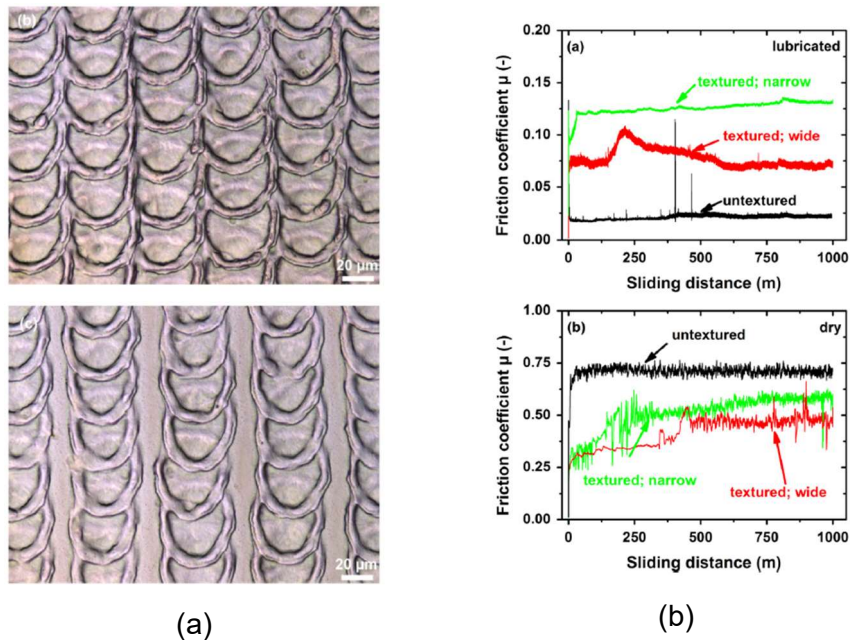 (b)
20 µm
(c)
20 µm
(a)
(a)
lubricated
0.20
0.15
0.10
0.05
0.00
Friction coefficient µ (-)
textured; narrow
textured; wide
untextured
0
250
500
750
1000
Sliding distance (m)
(b)
dry
1.00
0.75
0.50
0.25
0.00
Friction coefficient µ (-)
untextured
textured; narrow
textured; wide
0
250
500
750
1000
Sliding distance (m)
(b)